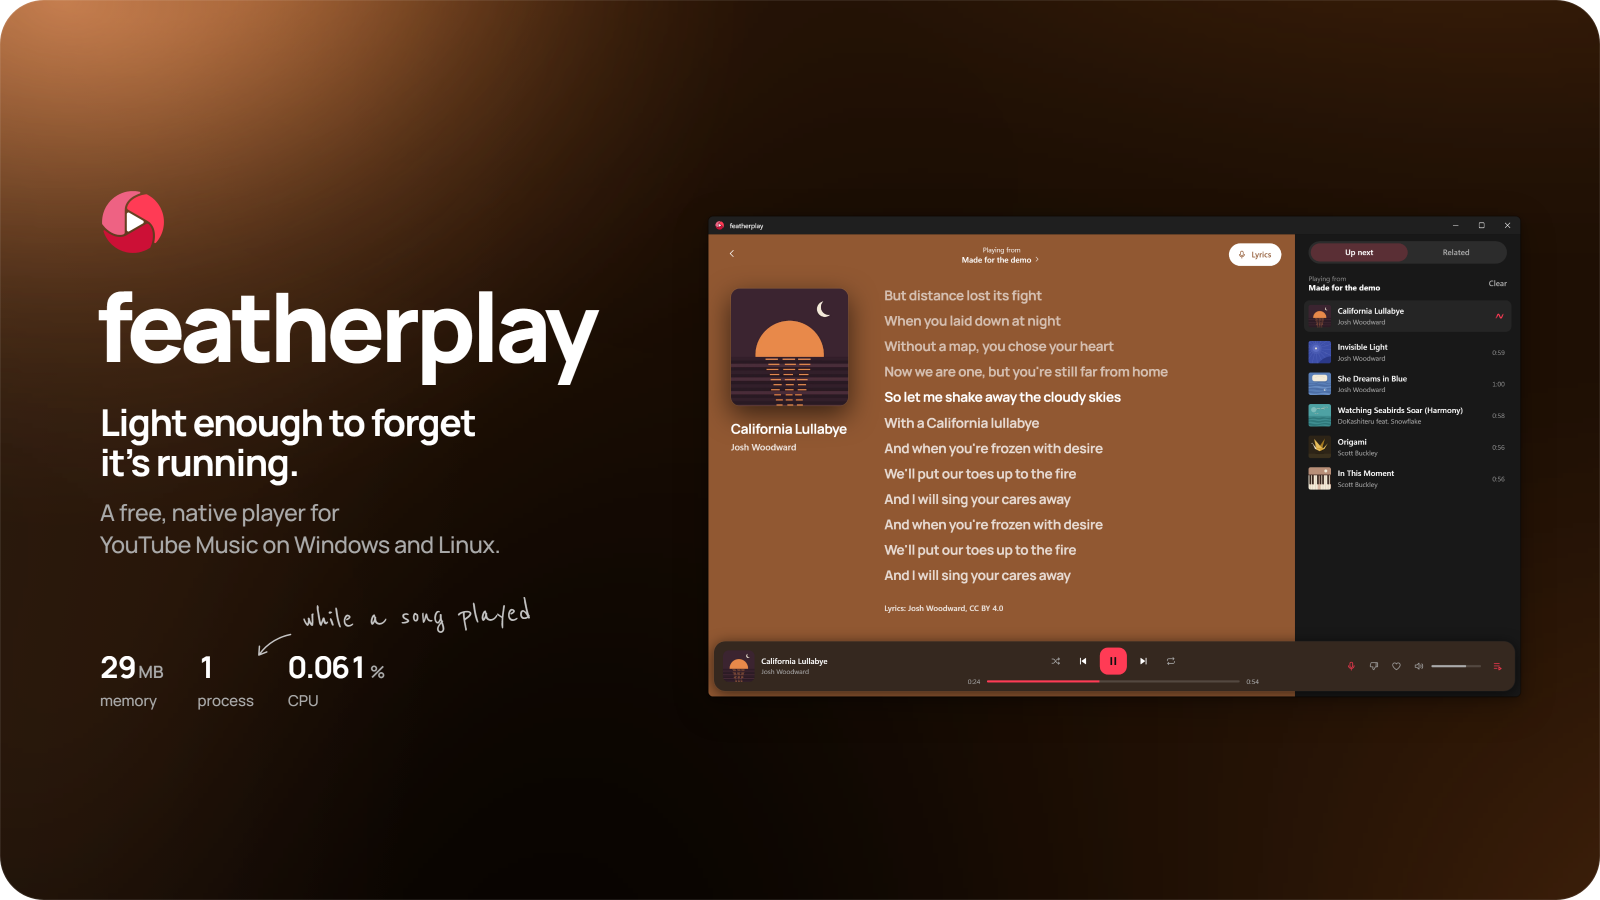 featherplay
Light enough to forget
it's running.
A free, native player for
YouTube Music on Windows and Linux.
while a song played
29 MB
memory
1
process
0.061 %
CPU
featherplay
Playing from
Made for the demo
Lyrics
California Lullabye
Josh Woodward
But distance lost its fight
When you laid down at night
Without a map, you chose your heart
Now we are one, but you're still far from home
So let me shake away the cloudy skies
With a California lullabye
And when you're frozen with desire
We'll put our toes up to the fire
And I will sing your cares away
And when you're frozen with desire
We'll put our toes up to the fire
And I will sing your cares away
Lyrics: Josh Woodward, CC BY 4.0
Up next
Related
Playing from
Made for the demo
Clear
California Lullabye
Josh Woodward
Invisible Light
Josh Woodward
0:59
She Dreams in Blue
Josh Woodward
1:00
Watching Seabirds Soar (Harmony)
DoKashiteru feat. Snowflake
0:58
Origami
Scott Buckley
0:56
In This Moment
Scott Buckley
0:56
California Lullabye
Josh Woodward
0:24
0:54